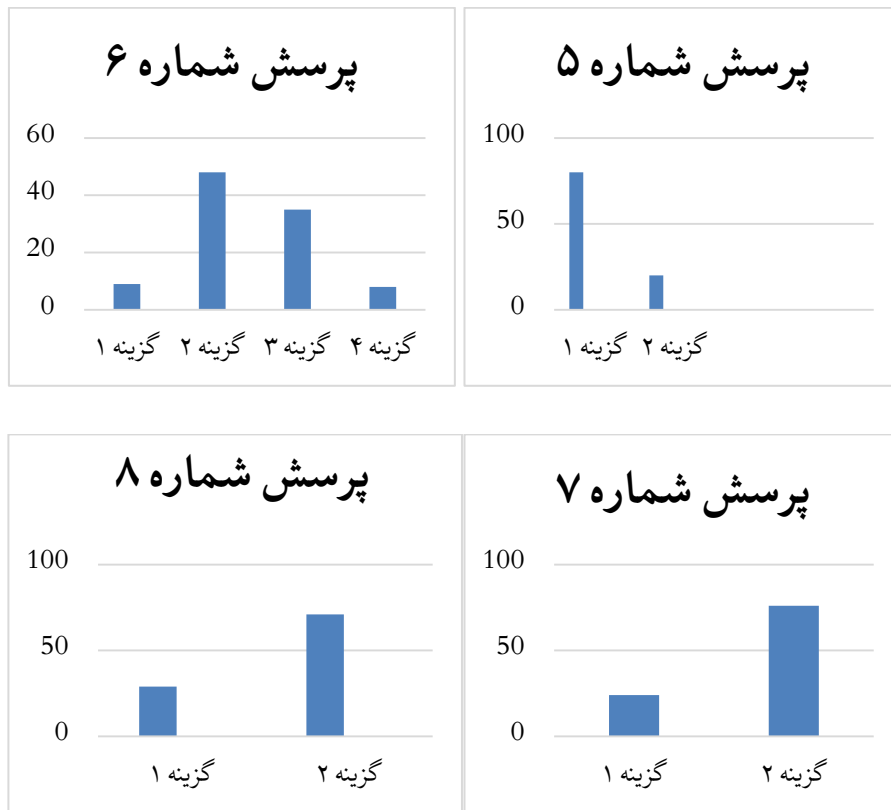 پرسش شماره ۵
100
50
0
گزینه ۱ گزینه ۲
پرسش شماره ۶
60
40
20
0
گزینه ۱ گزینه ۲ گزینه ۳ گزینه ۴
پرسش شماره ۷
100
50
0
گزینه ۱ گزینه ۲
پرسش شماره ۸
100
50
0
گزینه ۱ گزینه ۲